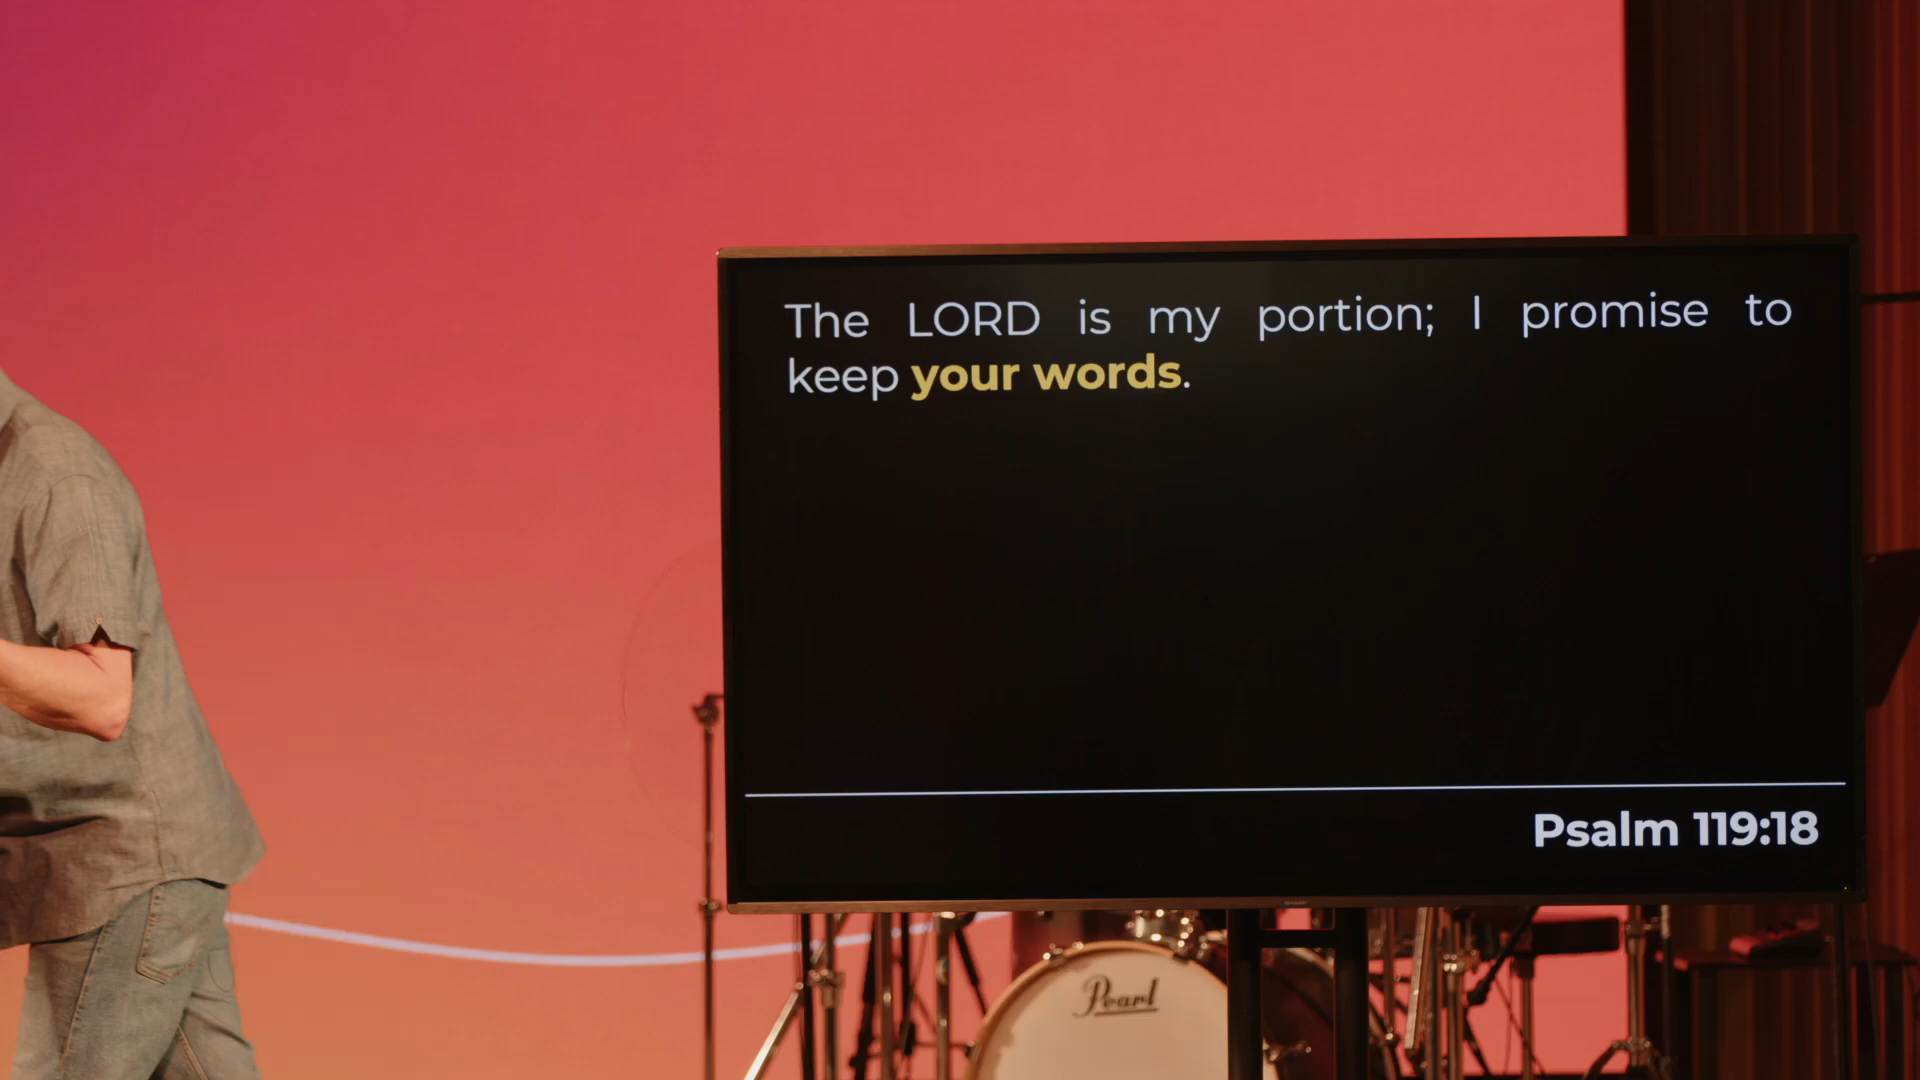 The LORD is my portion; I promise to
keep your words.
Psalm 119:18
Pearl